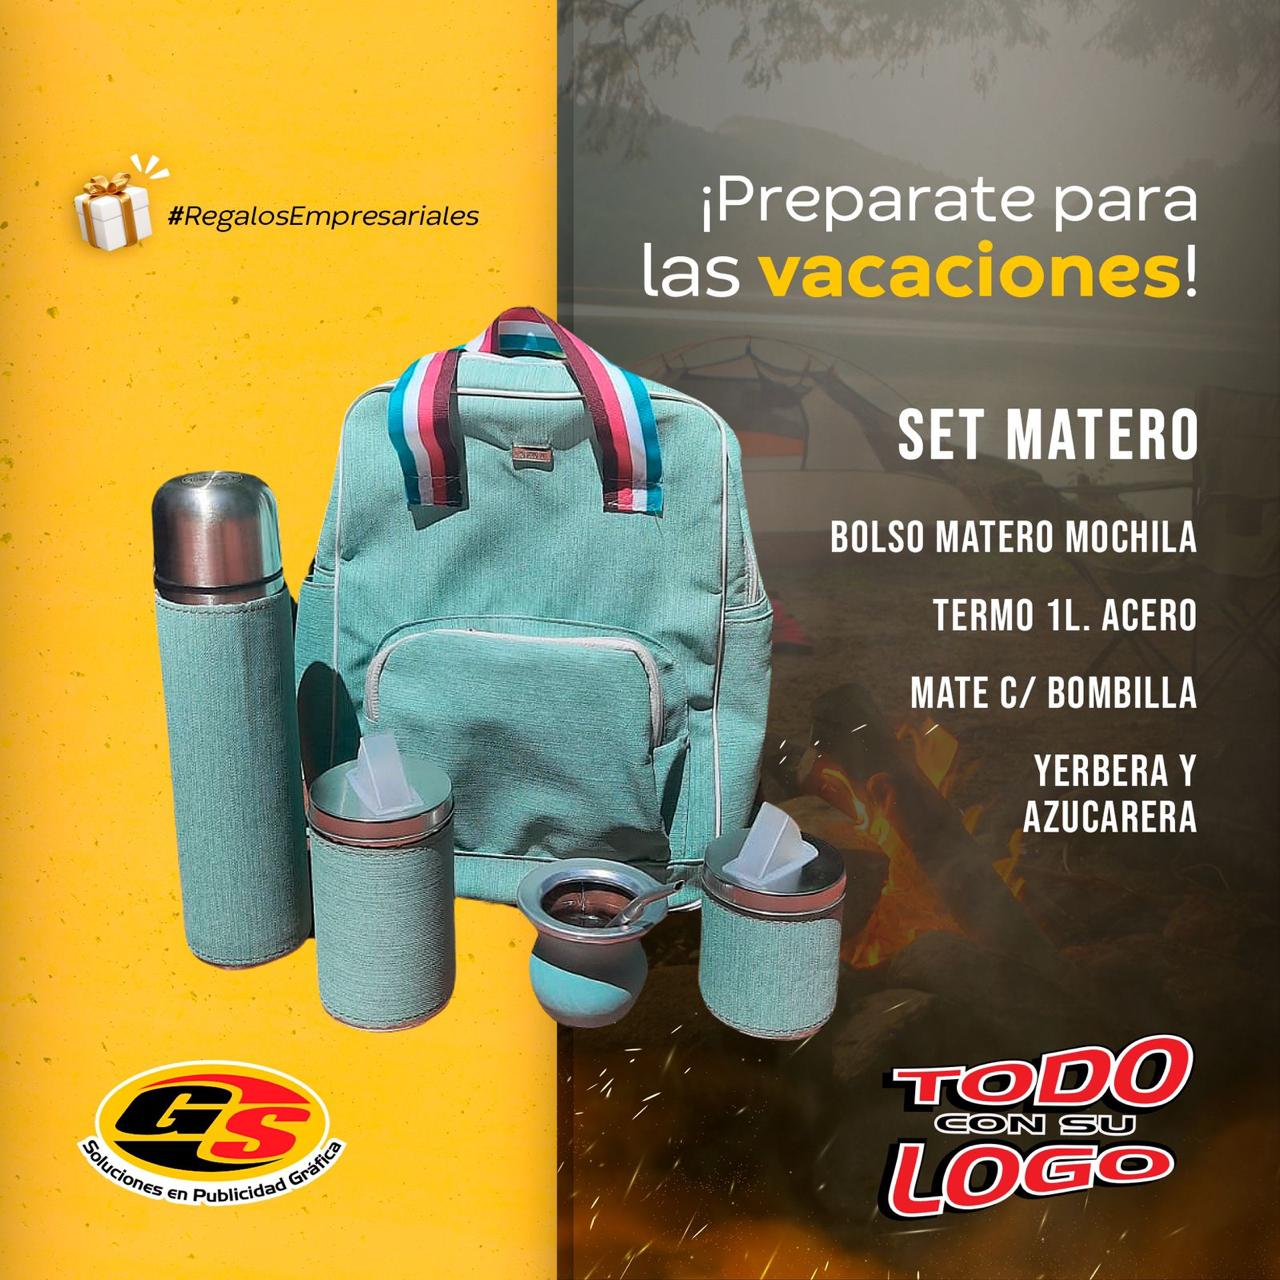 #RegalosEmpresariales
¡Preparate para
las vacaciones!
SET MATERO
BOLSO MATERO MOCHILA
TERMO 1L. ACERO
MATE C/ BOMBILLA
YERBERA Y
AZUCARERA
GS
Soluciones en Publicidad Gráfica
TODO
CON SU
LOGO